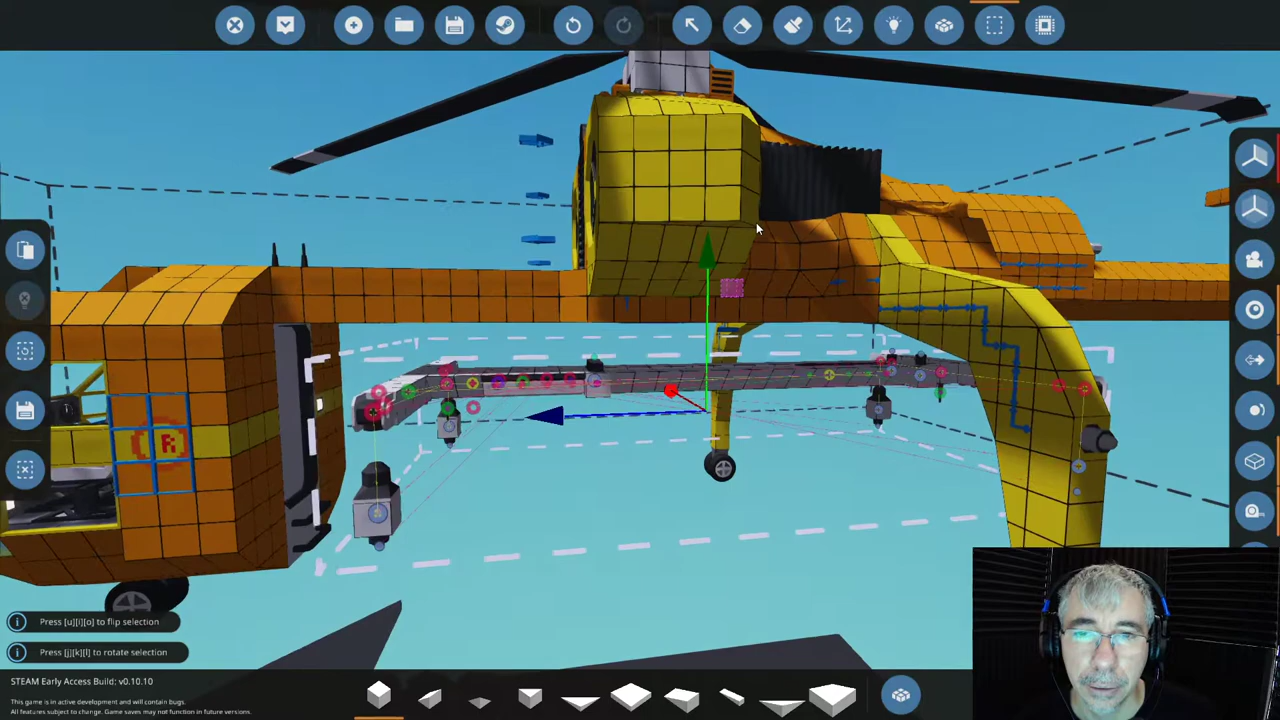 R
Press [u][i][o] to flip selection
Press [j][k][l] to rotate selection
STEAM Early Access Build: v0.10.10
This game is in active development and will contain bugs.
All features subject to change. Game saves may not function in future versions.